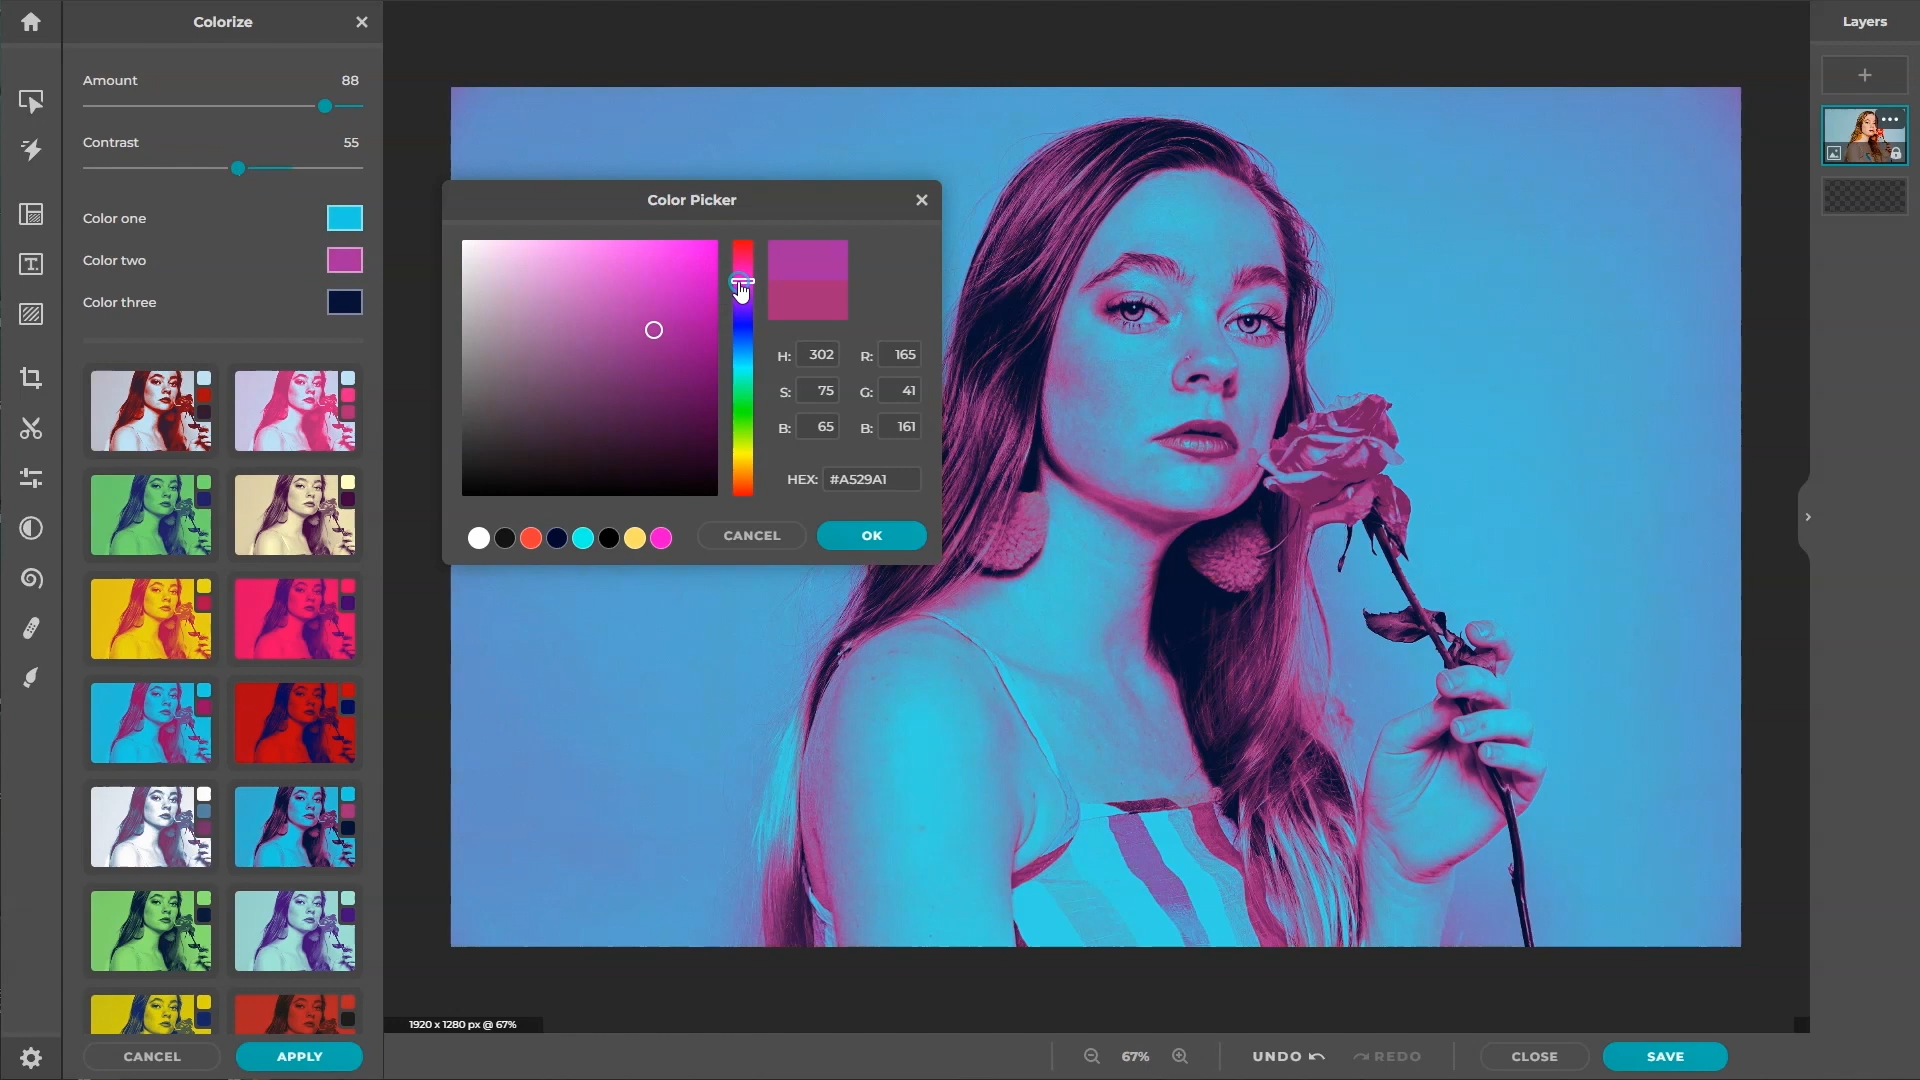 Colorize
Amount 88
Contrast 55
Color one
Color two
Color three
CANCEL APPLY
Color Picker
H: 302 R: 165
S: 75 G: 41
B: 65 B: 161
HEX: #A529A1
CANCEL OK
1920 x 1280 px @ 67%
67% UNDO REDO CLOSE SAVE
Layers